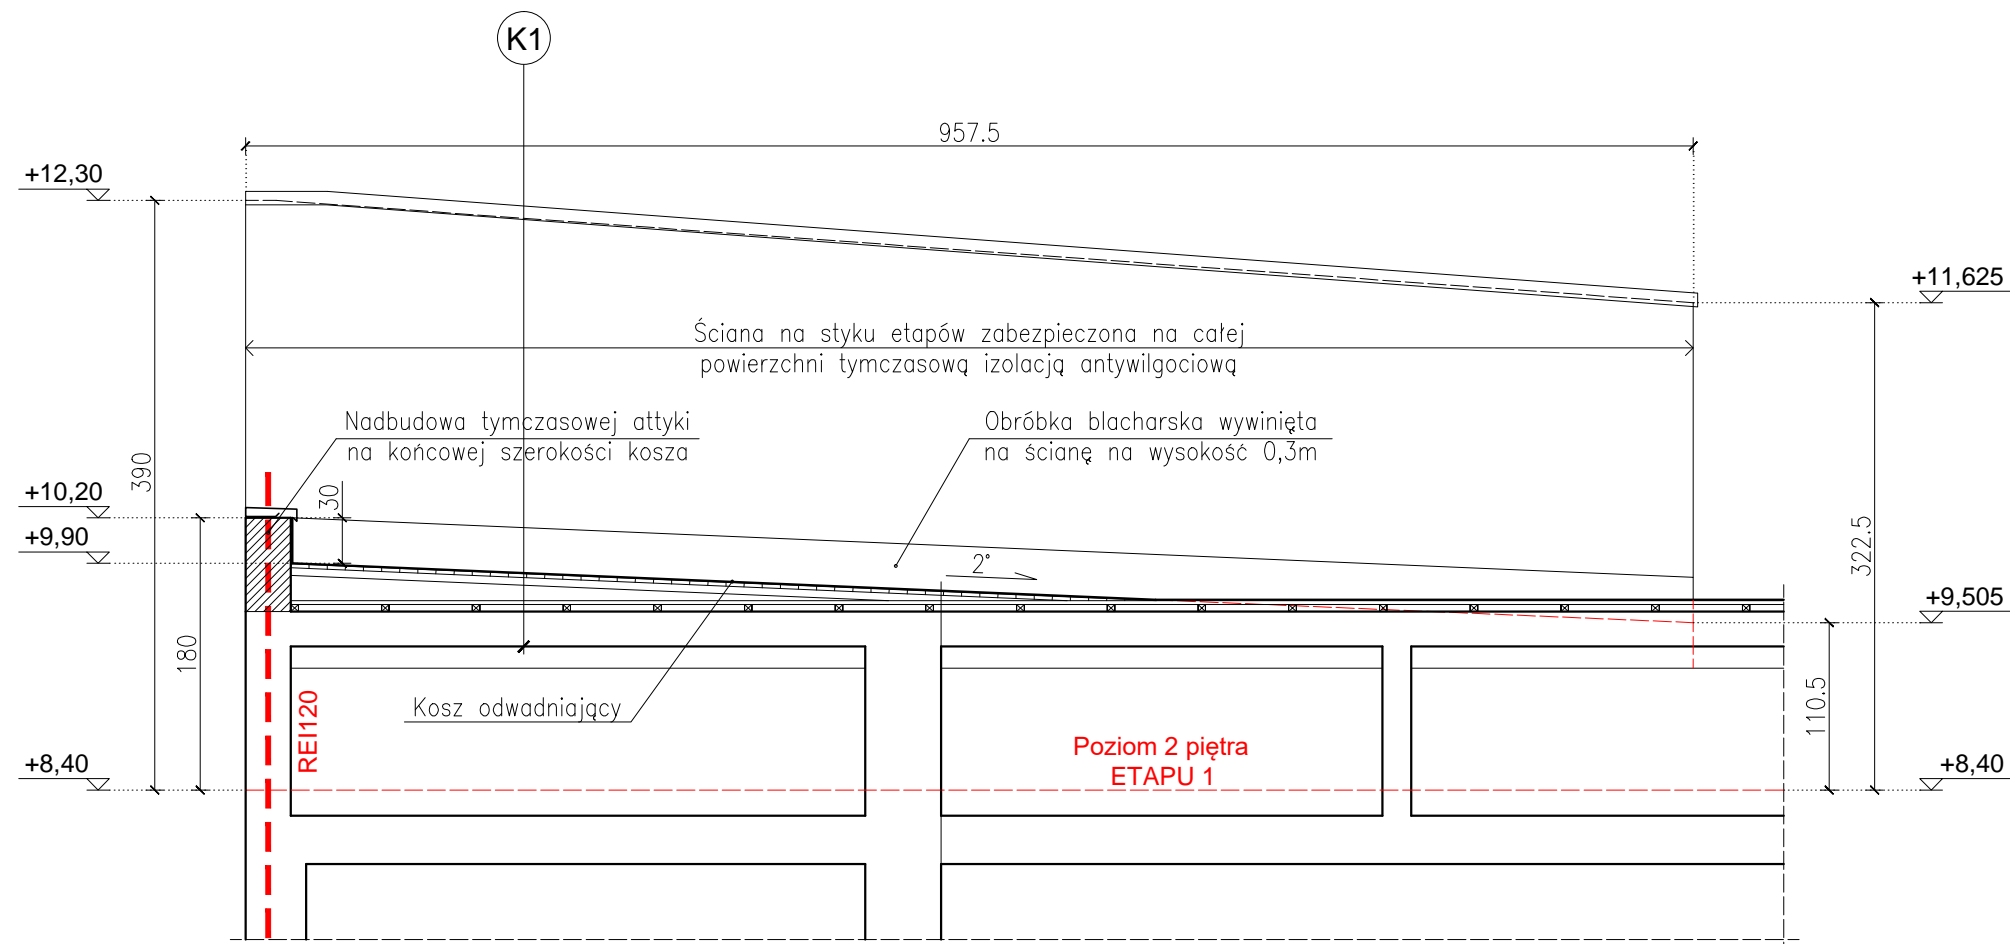 K1
957.5
+12,30
+11,625
Ściana na styku etapów zabezpieczona na całej
powierzchni tymczasową izolacją antywilgociową
Nadbudowa tymczasowej attyki
na końcowej szerokości kosza
Obróbka blacharska wywinięta
na ścianę na wysokość 0,3m
390
+10,20
30
+9,90
322.5
2°
+9,505
180
110.5
REI120
Kosz odwadniający
Poziom 2 piętra
ETAPU 1
+8,40
+8,40